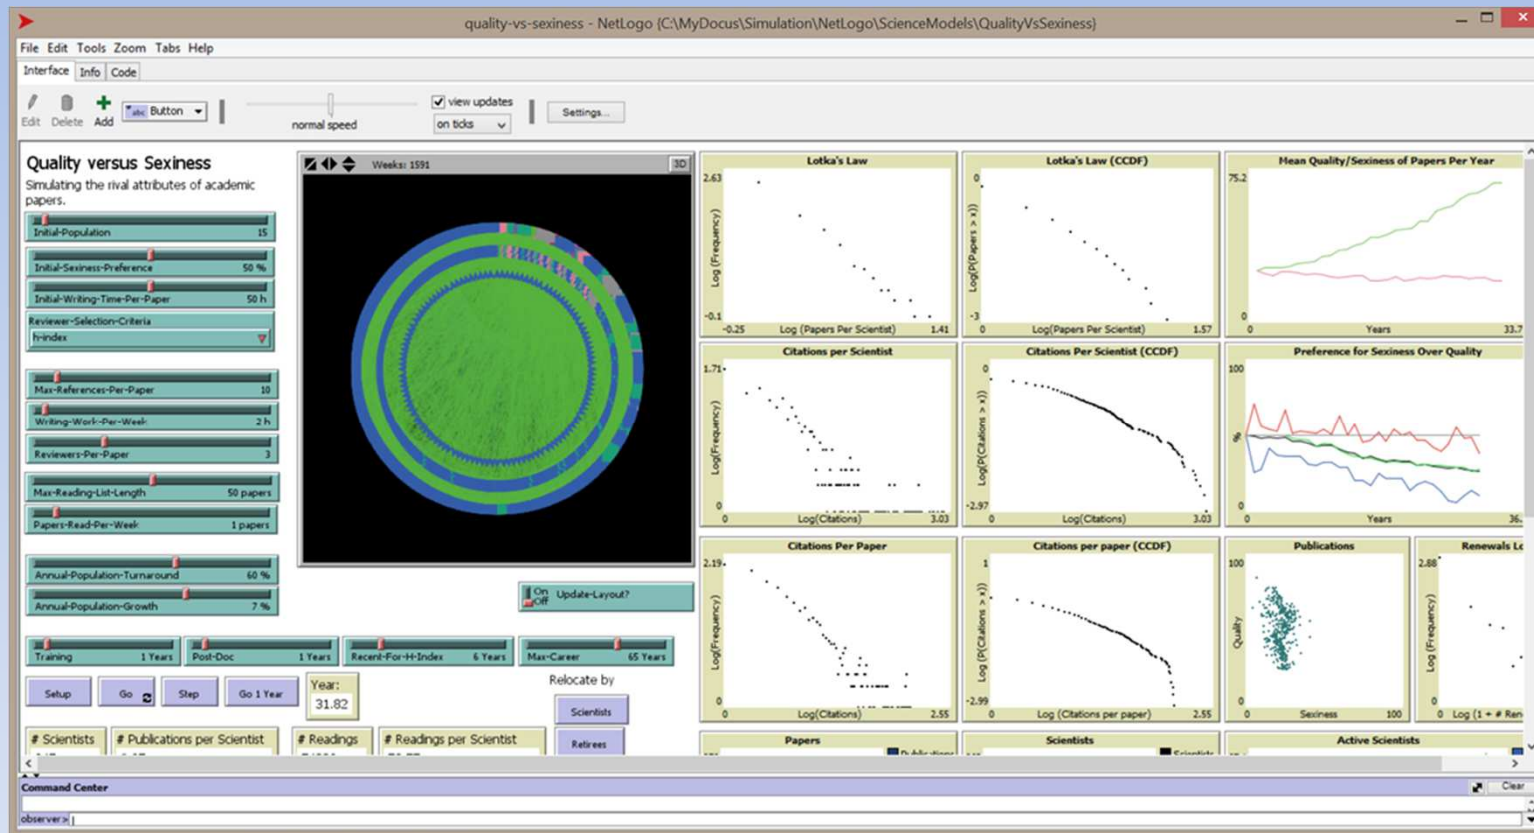 quality-vs-sexiness - NetLogo {C:\MyDocus\Simulation\NetLogo\ScienceModels\QualityVsSexiness}
File Edit Tools Zoom Tabs Help
Interface Info Code
Edit Delete Add
abc Button
normal speed
view updates
on ticks
Settings...
Quality versus Sexiness
Simulating the rival attributes of academic
papers.
Initial-Population 15
Initial-Sexiness-Preference 50 %
Initial-Writing-Time-Per-Paper 50 h
Reviewer-Selection-Criteria
h-index
Max-References-Per-Paper 10
Writing-Work-Per-Week 2 h
Reviewers-Per-Paper 3
Max-Reading-List-Length 50 papers
Papers-Read-Per-Week 1 papers
Annual-Population-Turnaround 60 %
Annual-Population-Growth 7 %
Training 1 Years
Post-Doc 1 Years
Recent-For-H-Index 6 Years
Max-Career 65 Years
Setup
Go
Step
Go 1 Year
Year:
31.82
Relocate by
Scientists
Retirees
# Scientists
# Publications per Scientist
# Readings
# Readings per Scientist
Weeks: 1591
3D
On
Off
Update-Layout?
Lotka's Law
2.63
Log (Frequency)
-0.1
-0.25
Log (Papers Per Scientist)
1.41
Lotka's Law (CCDF)
0
Log(P(Papers > x))
-3
0
Log(Papers Per Scientist)
1.57
Mean Quality/Sexiness of Papers Per Year
75.2
0
0
Years
33.7
Citations per Scientist
1.71
Log(Frequency)
0
0
Log(Citations)
3.03
Citations Per Scientist (CCDF)
0
Log(P(Citations > x))
-2.97
0
Log(Citations)
3.03
Preference for Sexiness Over Quality
100
%
0
0
Years
36.
Citations Per Paper
2.19
Log(Frequency)
0
0
Log(Citations)
2.55
Citations per paper (CCDF)
1
Log (P(Citations > x))
-2.99
0
Log (Citations per paper)
2.55
Publications
100
Quality
0
0
Sexiness
100
Renewals
2.88
Log (Frequency)
0
0
Log (1 + # Ren
Papers
Scientists
Active Scientists
Command Center
Clear
observer>